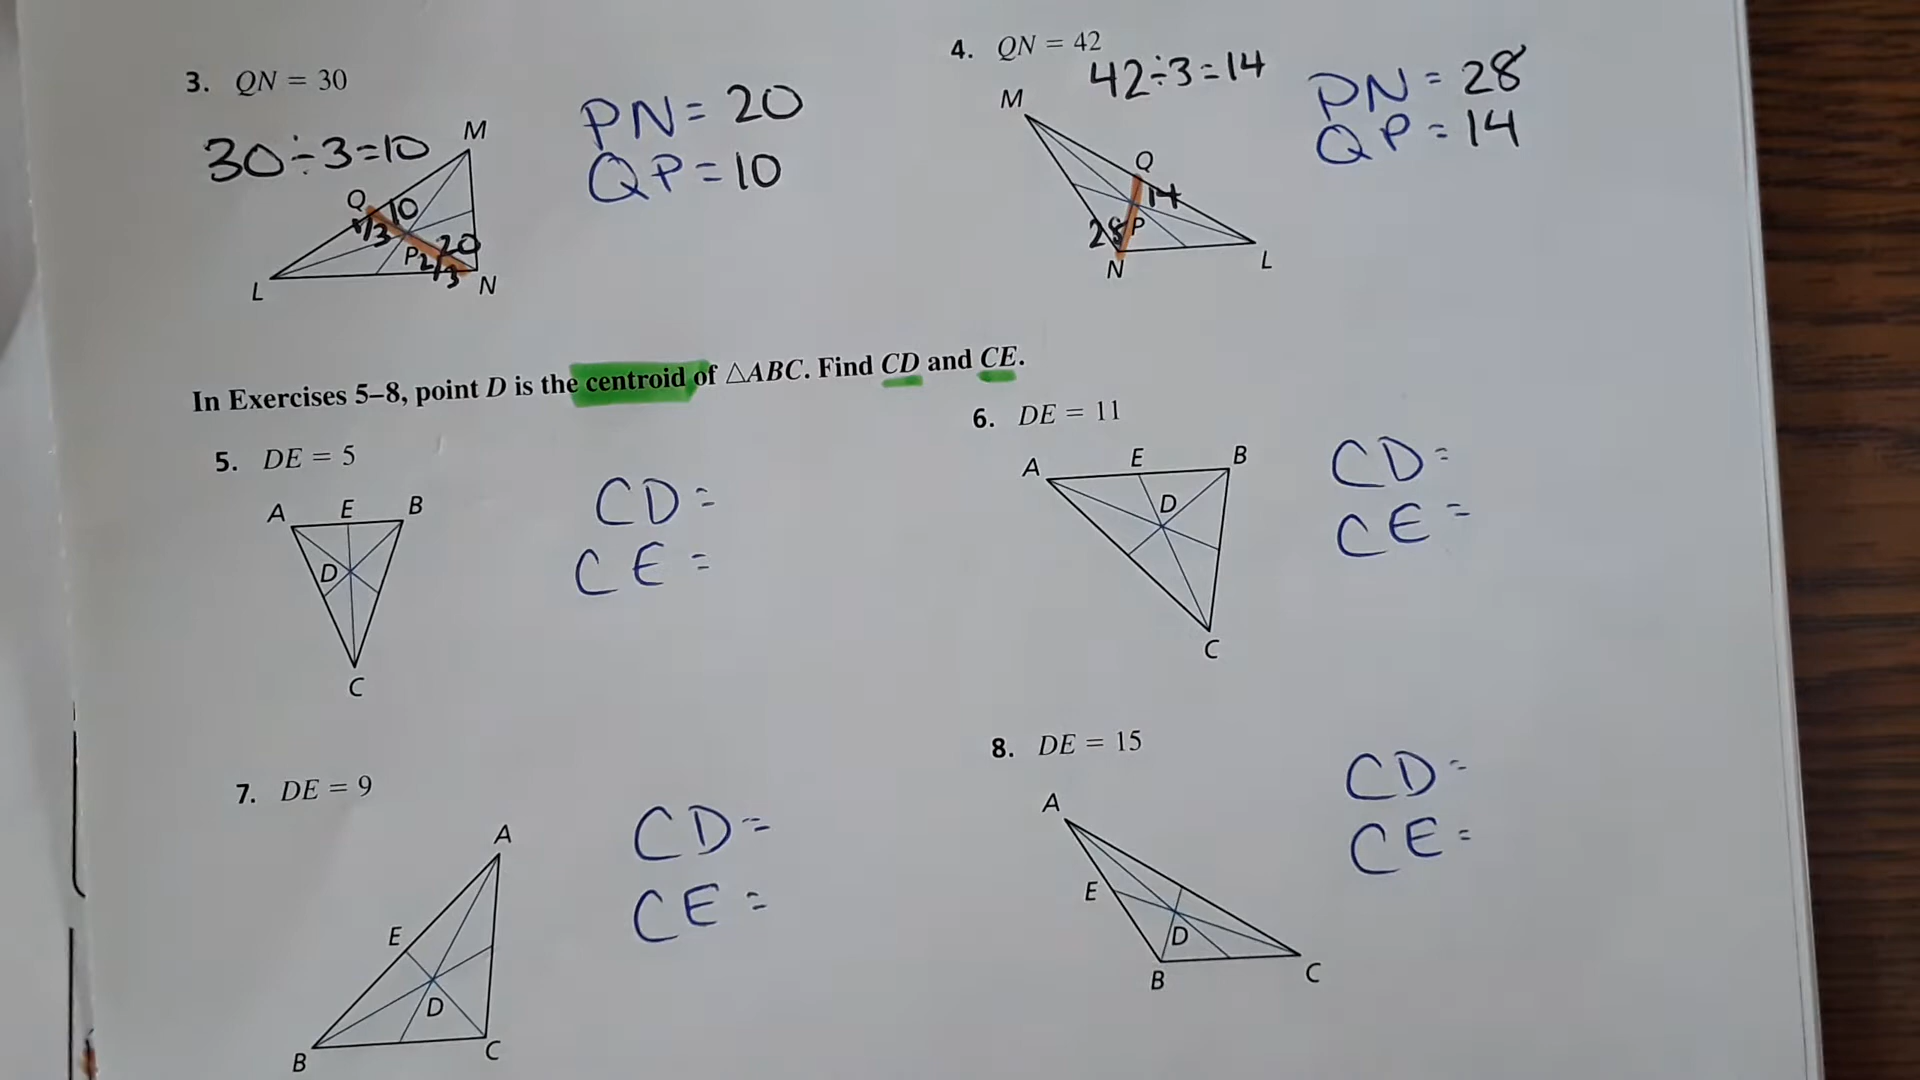 3. QN = 30
30÷3=10
PN = 20
QP = 10
M
Q
10
1/3
20
P
2/3
L
N
4. QN = 42
42÷3=14
PN = 28
QP = 14
M
Q
14
28
P
N
L
In Exercises 5–8, point D is the centroid of △ABC. Find CD and CE.
5. DE = 5
A E B
D
C
CD =
CE =
6. DE = 11
A E B
D
C
CD =
CE =
7. DE = 9
A
E
D
B
C
CD =
CE =
8. DE = 15
A
E
D
B
C
CD =
CE =